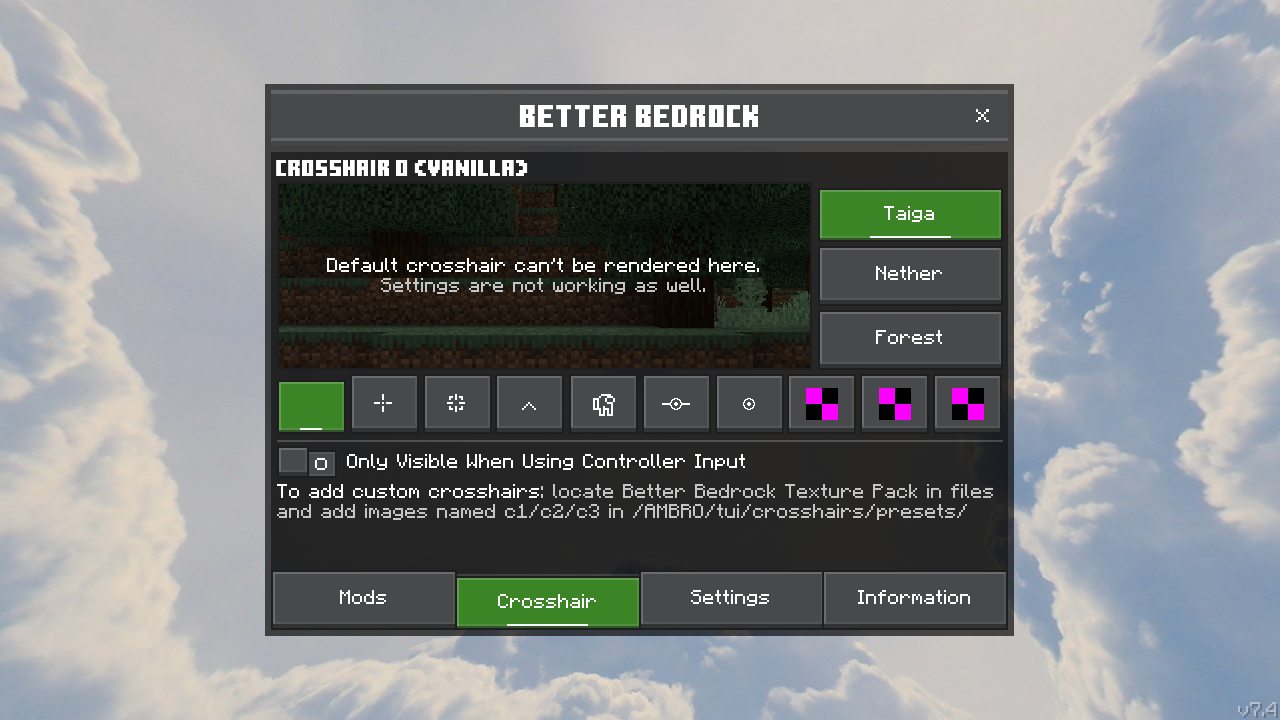 BETTER BEDROCK
CROSSHAIR 0 (VANILLA)
Default crosshair can't be rendered here.
Settings are not working as well.
Taiga
Nether
Forest
Only Visible When Using Controller Input
To add custom crosshairs: locate Better Bedrock Texture Pack in files
and add images named c1/c2/c3 in /AMBRO/tui/crosshairs/presets/
Mods
Crosshair
Settings
Information
v7.4